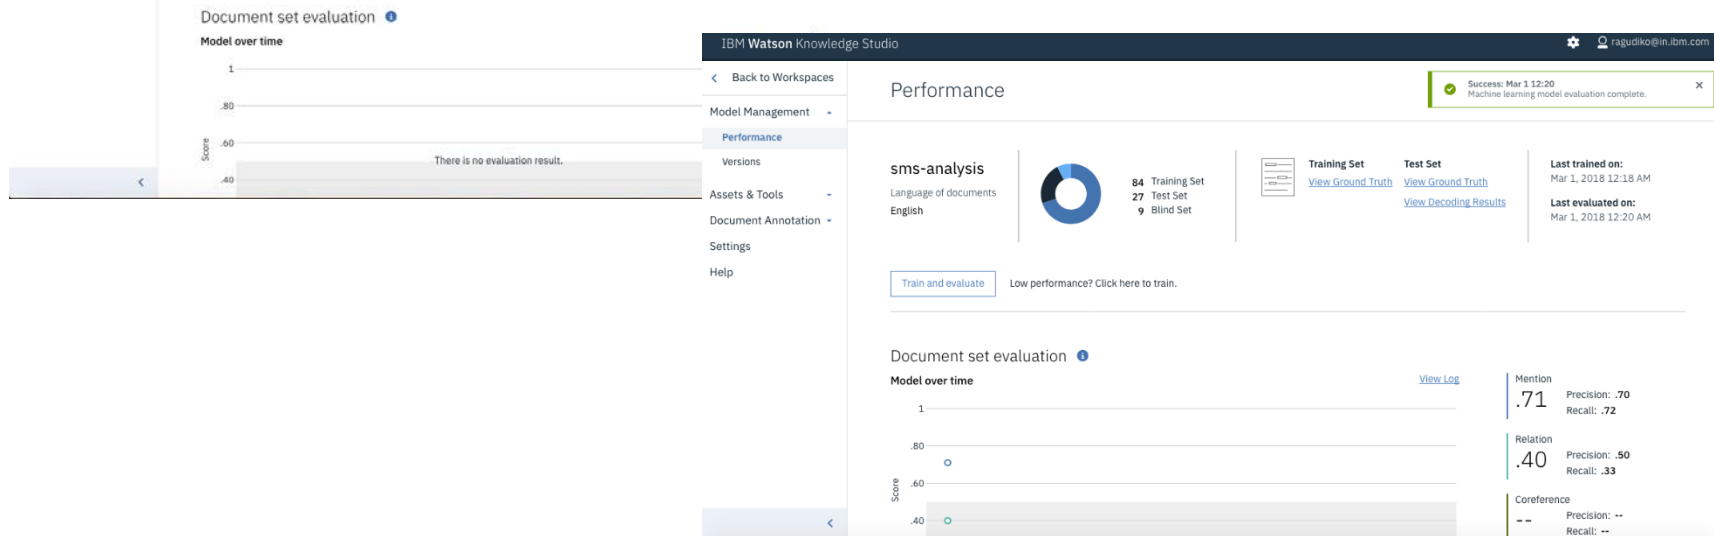 Document set evaluation
Model over time
1
.80
.60
.40
Score
There is no evaluation result.
IBM Watson Knowledge Studio
ragudiko@in.ibm.com
Back to Workspaces
Model Management
Performance
Versions
Assets & Tools
Document Annotation
Settings
Help
Performance
Success: Mar 1 12:20
Machine learning model evaluation complete.
sms-analysis
Language of documents
English
84 Training Set
27 Test Set
9 Blind Set
Training Set
View Ground Truth
Test Set
View Ground Truth
View Decoding Results
Last trained on:
Mar 1, 2018 12:18 AM
Last evaluated on:
Mar 1, 2018 12:20 AM
Train and evaluate
Low performance? Click here to train.
Document set evaluation
Model over time
View Log
1
.80
.60
.40
Score
Mention
.71
Precision: .70
Recall: .72
Relation
.40
Precision: .50
Recall: .33
Coreference
--
Precision: --
Recall: --